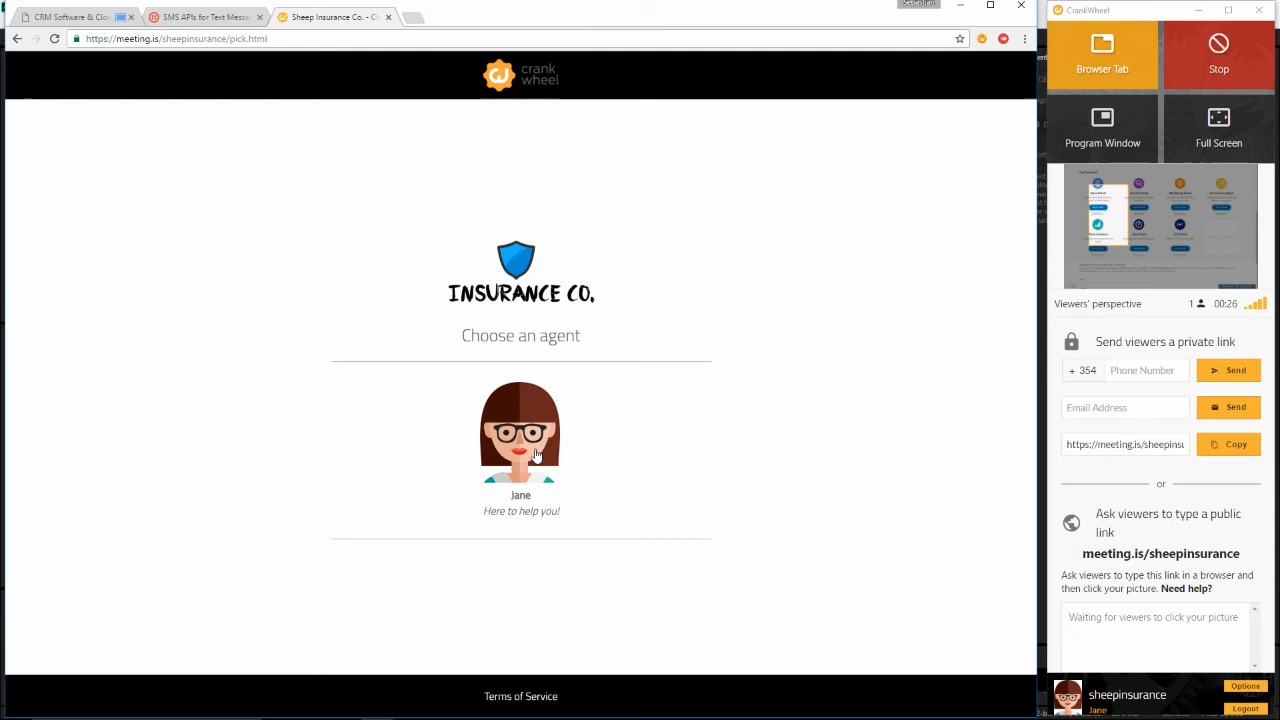 Sebastian
CRM Software & Clou
SMS APIs for Text Messa
Sheep Insurance Co. - C
https://meeting.is/sheepinsurance/pick.html
crank
wheel
INSURANCE CO.
Choose an agent
Jane
Here to help you!
Terms of Service
CrankWheel
Browser Tab
Stop
Program Window
Full Screen
Viewers' perspective
1
00:26
Send viewers a private link
+ 354
Phone Number
Send
Email Address
Send
https://meeting.is/sheepinsu
Copy
or
Ask viewers to type a public
link
meeting.is/sheepinsurance
Ask viewers to type this link in a browser and
then click your picture. Need help?
Waiting for viewers to click your picture
sheepinsurance
Jane
Options
Logout